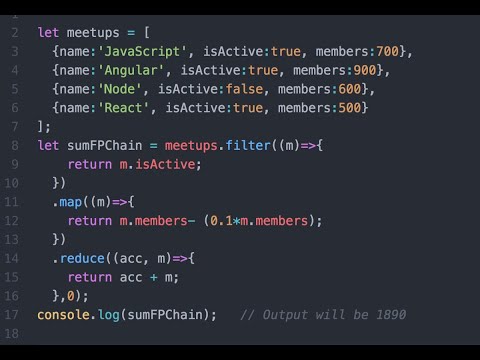 2 let meetups = [
3   {name:'JavaScript', isActive:true, members:700},
4   {name:'Angular', isActive:true, members:900},
5   {name:'Node', isActive:false, members:600},
6   {name:'React', isActive:true, members:500}
7 ];
8 let sumFPChain = meetups.filter((m)=>{
9     return m.isActive;
10   })
11   .map((m)=>{
12     return m.members- (0.1*m.members);
13   })
14   .reduce((acc, m)=>{
15     return acc + m;
16   },0);
17 console.log(sumFPChain);   // Output will be 1890
18